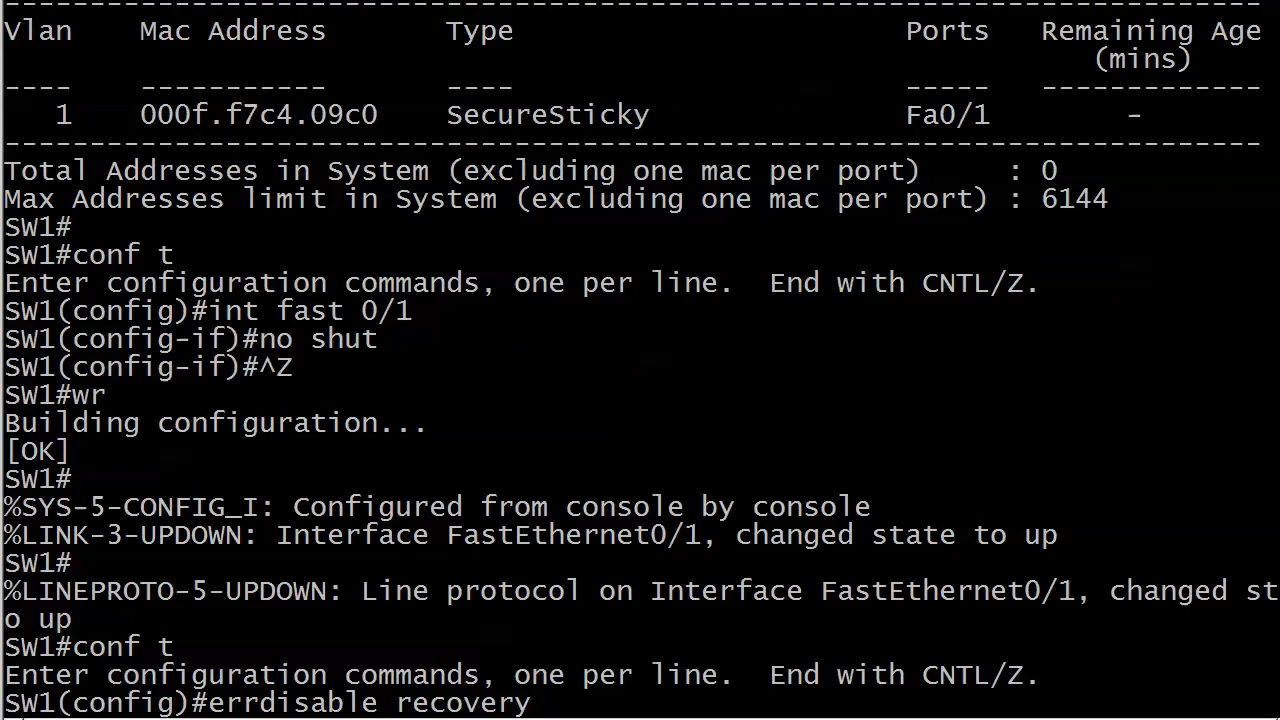 --------------------------------------------------------------------------
Vlan    Mac Address       Type                          Ports   Remaining Age
                                                                   (mins)
----    -----------       ----                          -----   -------------
   1    000f.f7c4.09c0    SecureSticky                  Fa0/1        -
--------------------------------------------------------------------------
Total Addresses in System (excluding one mac per port)     : 0
Max Addresses limit in System (excluding one mac per port) : 6144
SW1#
SW1#conf t
Enter configuration commands, one per line.  End with CNTL/Z.
SW1(config)#int fast 0/1
SW1(config-if)#no shut
SW1(config-if)#^Z
SW1#wr
Building configuration...
[OK]
SW1#
%SYS-5-CONFIG_I: Configured from console by console
%LINK-3-UPDOWN: Interface FastEthernet0/1, changed state to up
SW1#
%LINEPROTO-5-UPDOWN: Line protocol on Interface FastEthernet0/1, changed st
o up
SW1#conf t
Enter configuration commands, one per line.  End with CNTL/Z.
SW1(config)#errdisable recovery